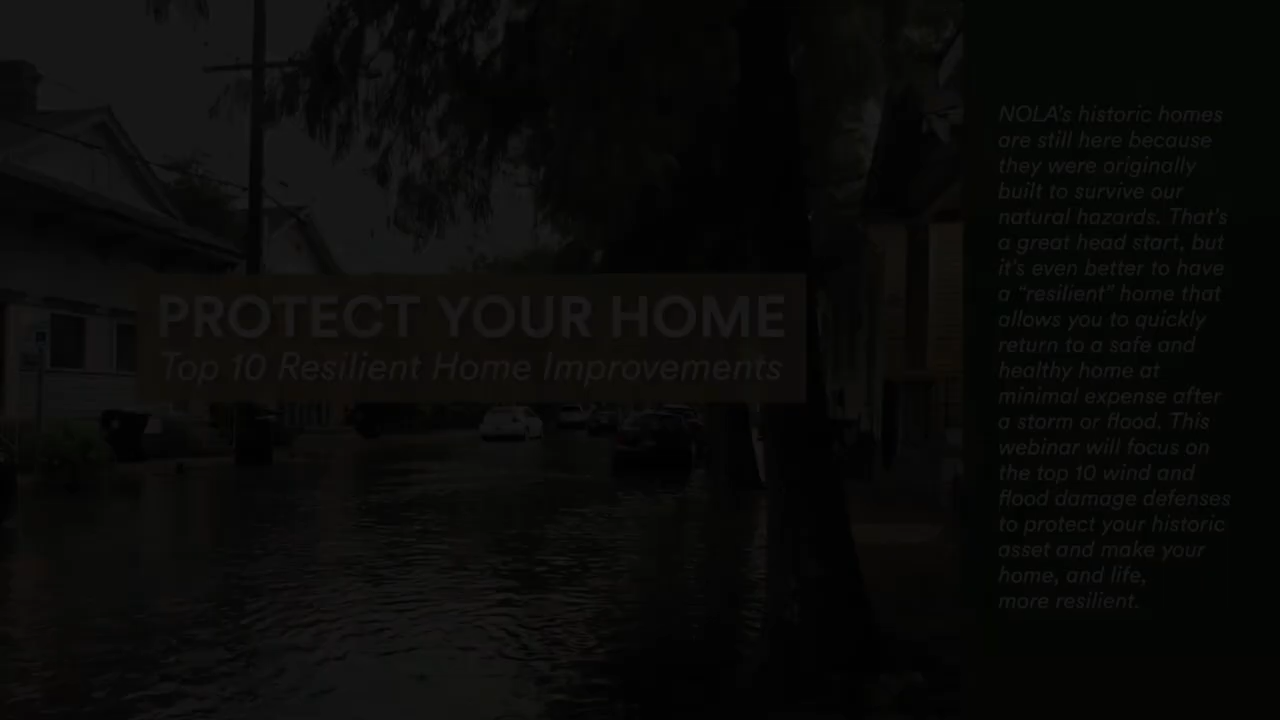 PROTECT YOUR HOME
Top 10 Resilient Home Improvements
NOLA's historic homes
are still here because
they were originally
built to survive our
natural hazards. That's
a great head start, but
it's even better to have
a "resilient" home that
allows you to quickly
return to a safe and
healthy home at
minimal expense after
a storm or flood. This
webinar will focus on
the top 10 wind and
flood damage defenses
to protect your historic
asset and make your
home, and life,
more resilient.